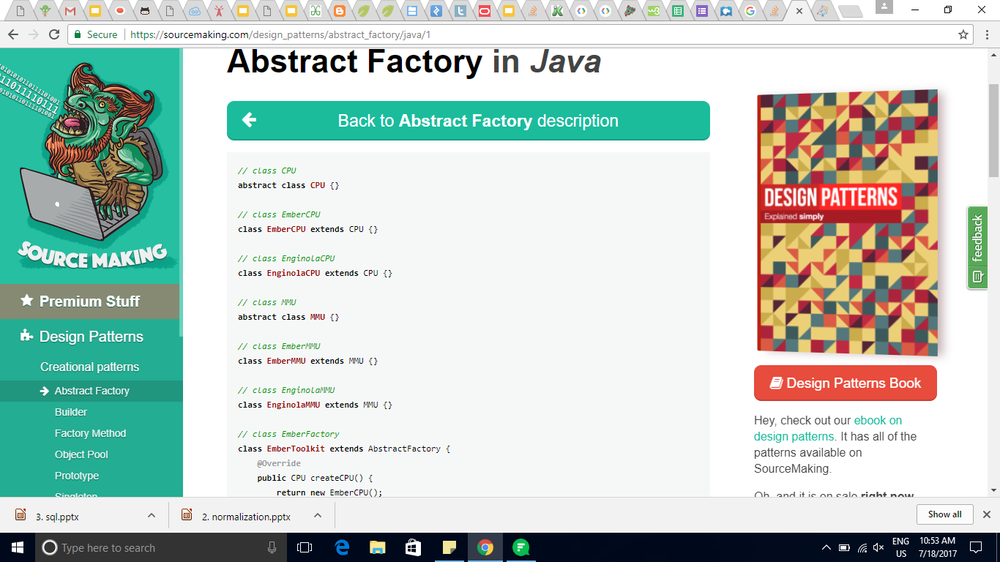 Secure
https://sourcemaking.com/design_patterns/abstract_factory/java/1
Abstract Factory in Java
Back to Abstract Factory description
// class CPU
abstract class CPU {}
// class EmberCPU
class EmberCPU extends CPU {}
// class EnginolaCPU
class EnginolaCPU extends CPU {}
// class MMU
abstract class MMU {}
// class EmberMMU
class EmberMMU extends MMU {}
// class EnginolaMMU
class EnginolaMMU extends MMU {}
// class EmberFactory
class EmberToolkit extends AbstractFactory {
@Override
public CPU createCPU() {
return new EmberCPU();
SOURCE MAKING
Premium Stuff
Design Patterns
Creational patterns
Abstract Factory
Builder
Factory Method
Object Pool
Prototype
Singleton
DESIGN PATTERNS
Explained simply
feedback
Design Patterns Book
Hey, check out our ebook on
design patterns. It has all of the
patterns available on
SourceMaking.
Oh, and it is on sale right now
3. sql.pptx
2. normalization.pptx
Show all
Type here to search
ENG
US
10:53 AM
7/18/2017